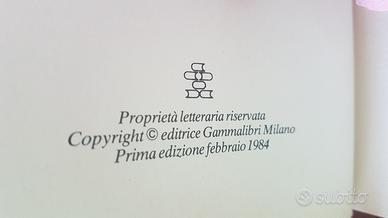 Proprietà letteraria riservata
Copyright © editrice Gammalibri Milano
Prima edizione febbraio 1984
subito